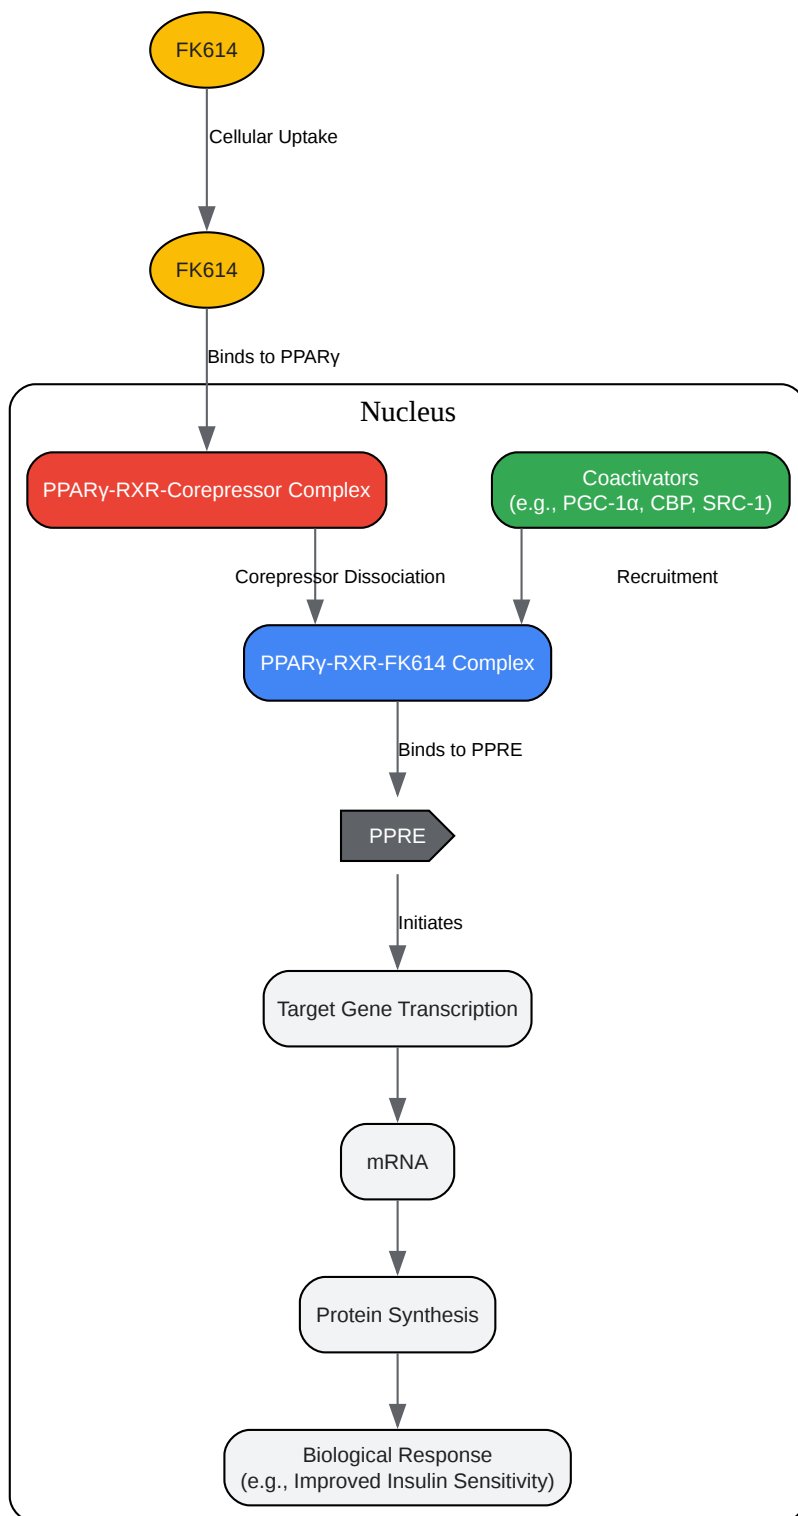 FK614
Cellular Uptake
FK614
Binds to PPARγ
Nucleus
PPARγ-RXR-Corepressor Complex
Coactivators
(e.g., PGC-1α, CBP, SRC-1)
Corepressor Dissociation
Recruitment
PPARγ-RXR-FK614 Complex
Binds to PPRE
PPRE
Initiates
Target Gene Transcription
mRNA
Protein Synthesis
Biological Response
(e.g., Improved Insulin Sensitivity)